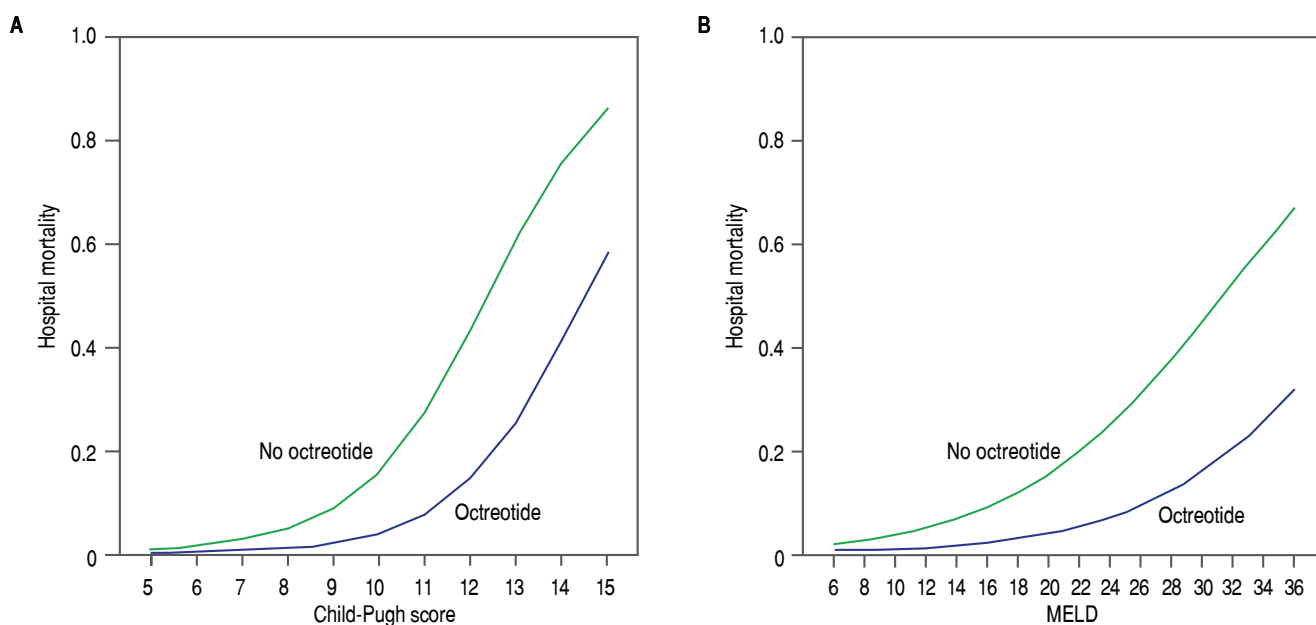 A
1.0
0.8
0.6
0.4
0.2
0
Hospital mortality
No octreotide
Octreotide
5 6 7 8 9 10 11 12 13 14 15
Child-Pugh score
B
1.0
0.8
0.6
0.4
0.2
0
Hospital mortality
No octreotide
Octreotide
6 8 10 12 14 16 18 20 22 24 26 28 30 32 34 36
MELD